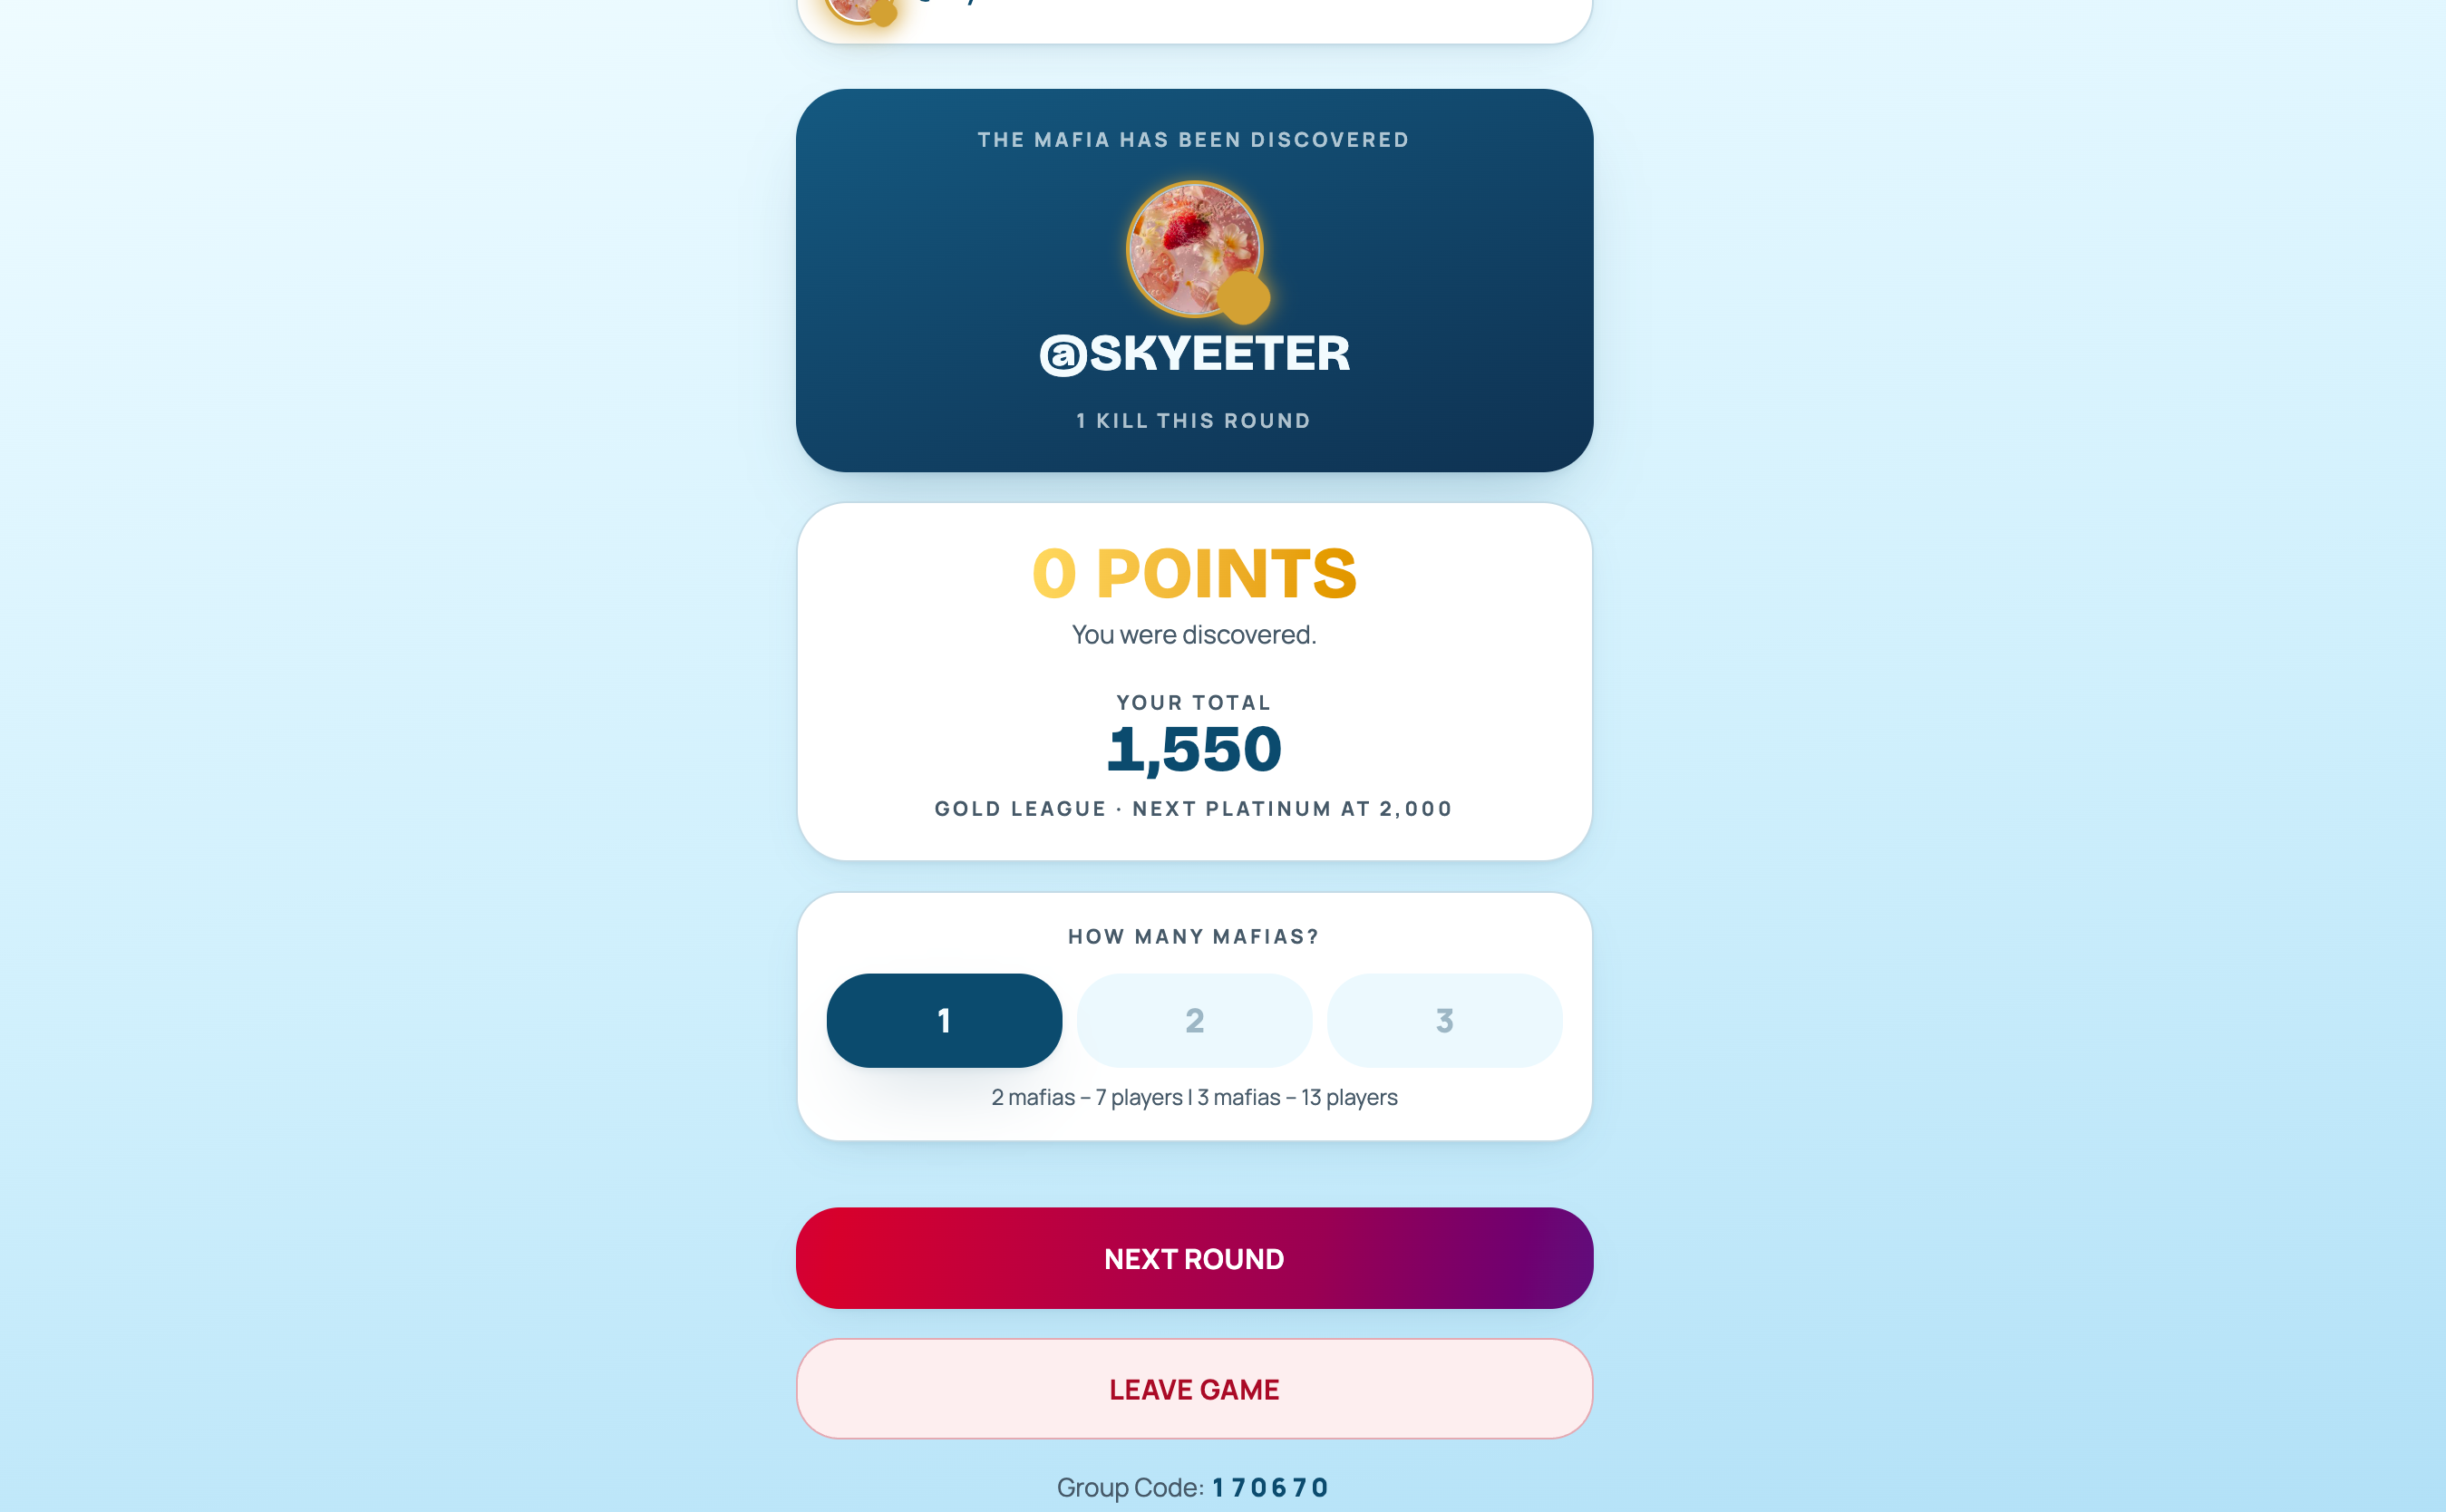 THE MAFIA HAS BEEN DISCOVERED
@SKYEETER
1 KILL THIS ROUND
0 POINTS
You were discovered.
YOUR TOTAL
1,550
GOLD LEAGUE · NEXT PLATINUM AT 2,000
HOW MANY MAFIAS?
1
2
3
2 mafias – 7 players | 3 mafias – 13 players
NEXT ROUND
LEAVE GAME
Group Code: 170670